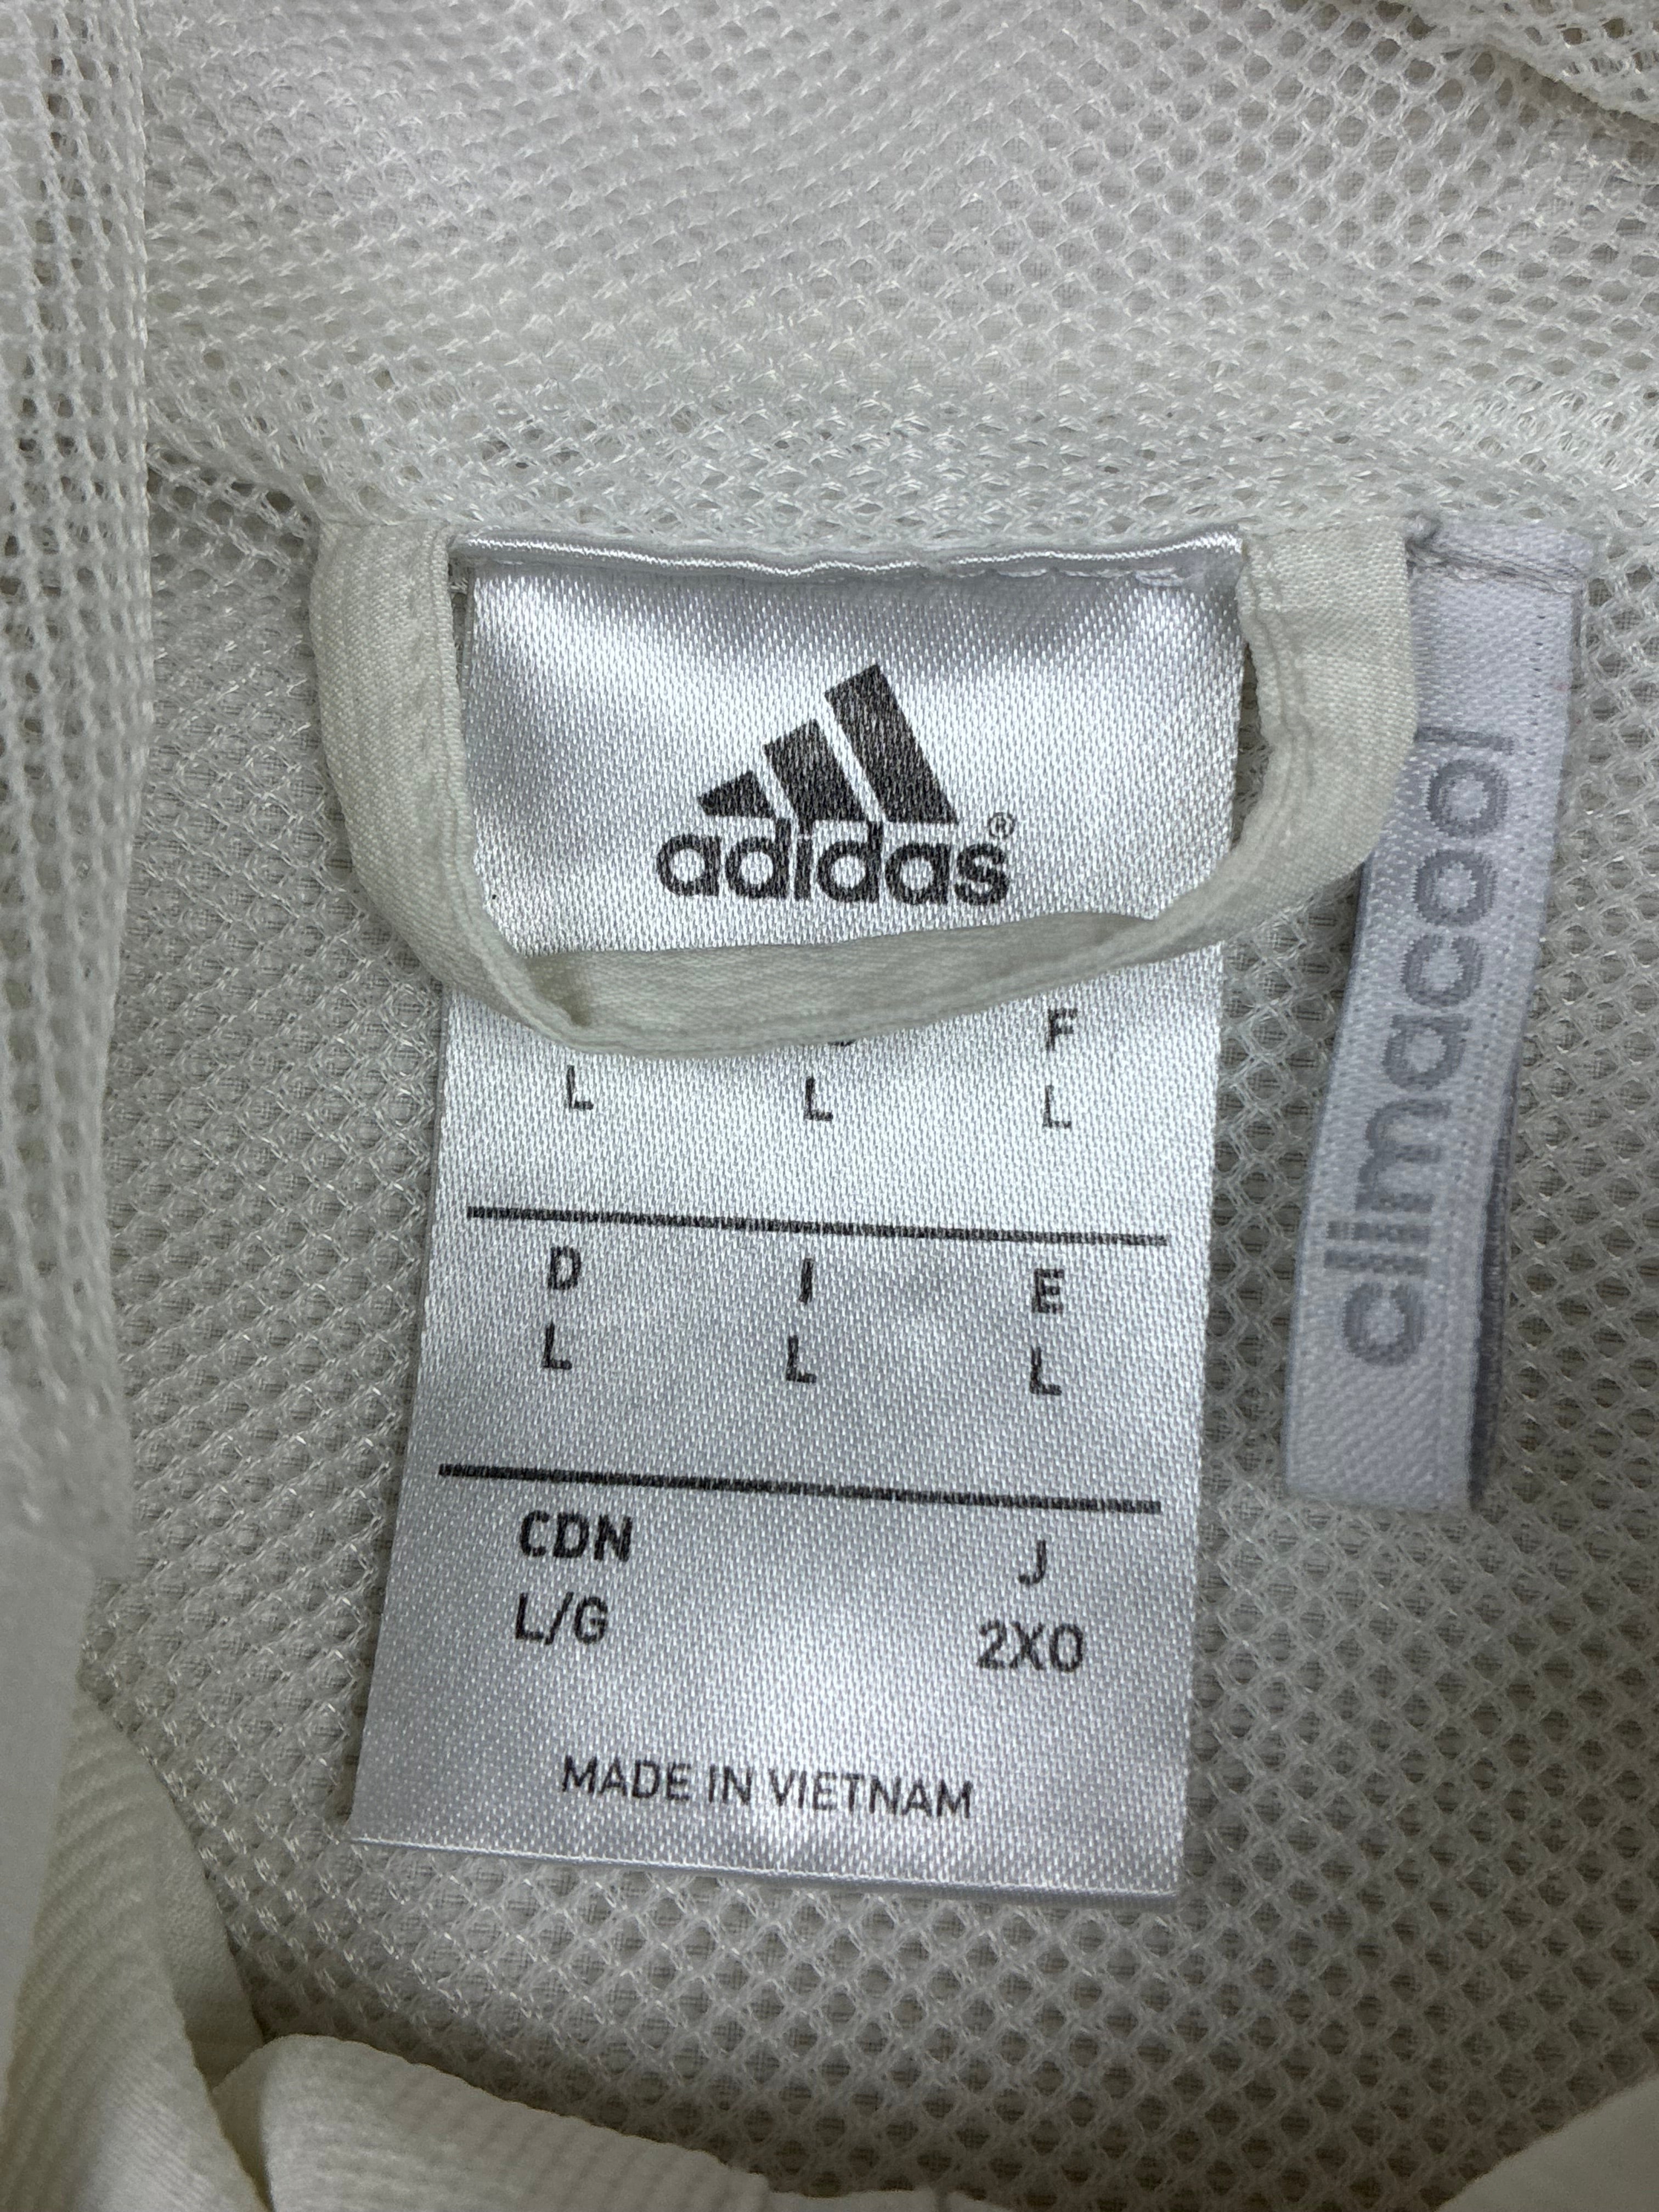 adidas®
F
L L L
D I E
L L L
CDN J
L/G 2XO
MADE IN VIETNAM
climacool